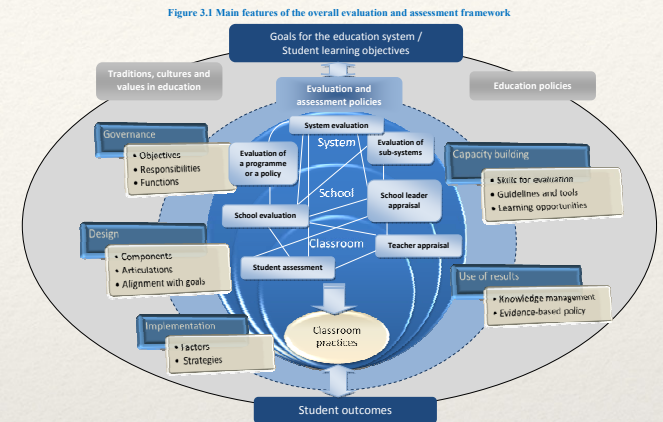 Figure 3.1 Main features of the overall evaluation and assessment framework
Goals for the education system /
Student learning objectives
Traditions, cultures and
values in education
Education policies
Evaluation and
assessment policies
System evaluation
System
Evaluation of
a programme
or a policy
Evaluation of
sub-systems
School
School leader
appraisal
School evaluation
Classroom
Teacher appraisal
Student assessment
Classroom
practices
Governance
• Objectives
• Responsibilities
• Functions
Design
• Components
• Articulations
• Alignment with goals
Implementation
• Factors
• Strategies
Capacity building
• Skills for evaluation
• Guidelines and tools
• Learning opportunities
Use of results
• Knowledge management
• Evidence-based policy
Student outcomes